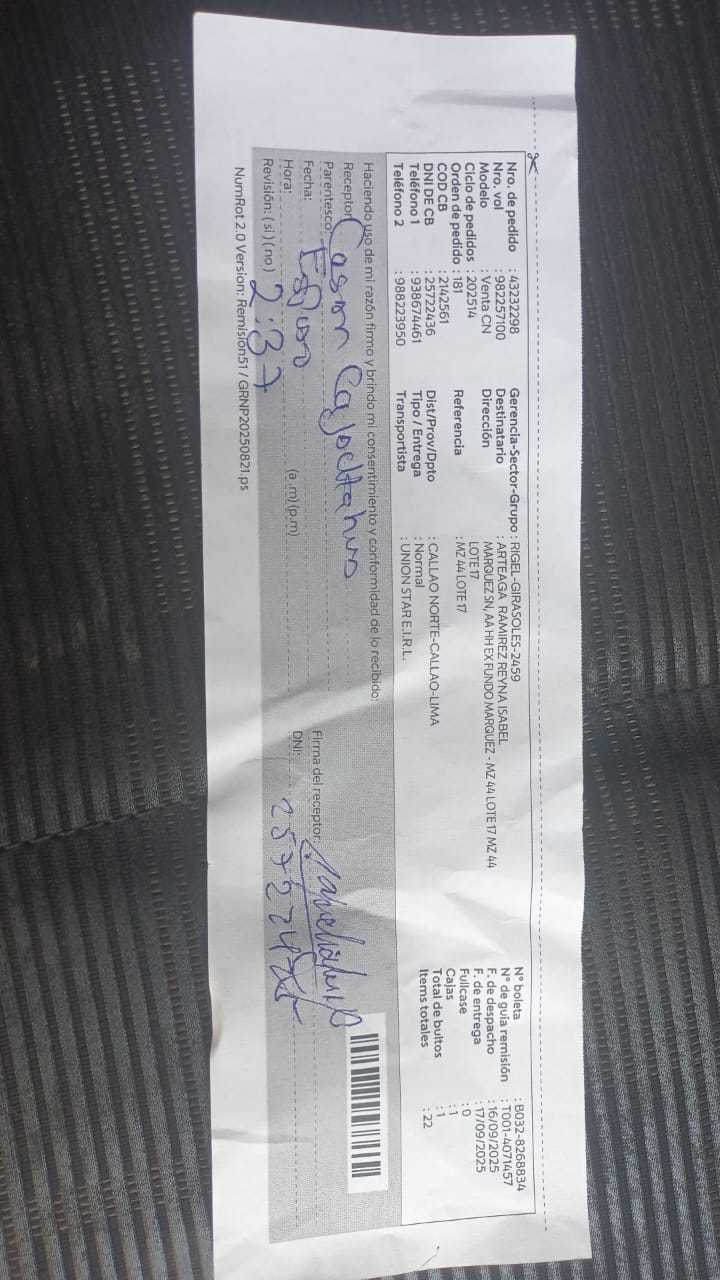 Nro. de pedido : 43232298 Gerencia-Sector-Grupo : RIGEL-GIRASOLES-2459 N° boleta : B032-8268834
Nro, vol : 982257100 Destinatario : ARTEAGA RAMIREZ REYNA ISABEL N° de guía remisión : T001-4071457
Modelo : Venta CN Dirección MARQUEZ SN, AA HH EX FUNDO MARQUEZ - MZ 44 LOTE 17 MZ 44 F. de despacho : 16/09/2025
Ciclo de pedidos : 202514 LOTE 17 F. de entrega : 17/09/2025
Orden de pedido : 181 Referencia : MZ 44 LOTE 17 Fullcase : 0
COD CB : 2142561 Cajas : 1
DNI DE CB : 25722436 Dist/Prov/Dpto : CALLAO NORTE-CALLAO-LIMA Total de bultos : 1
Teléfono 1 : 938674461 Tipo / Entrega : Normal Items totales : 22
Teléfono 2 : 988223950 Transportista : UNION STAR E.I.R.L.
Haciendo uso de mi razón firmo y brindo mi consentimiento y conformidad de lo recibido:
Receptor:
Parentesco: Esposo
Fecha: Firma del receptor:
Hora: 2:37 (a.m)(p.m) DNI:
Revisión: (si) (no)
NumRot 2.0 Version: Remision51 / GRNP20250821.ps